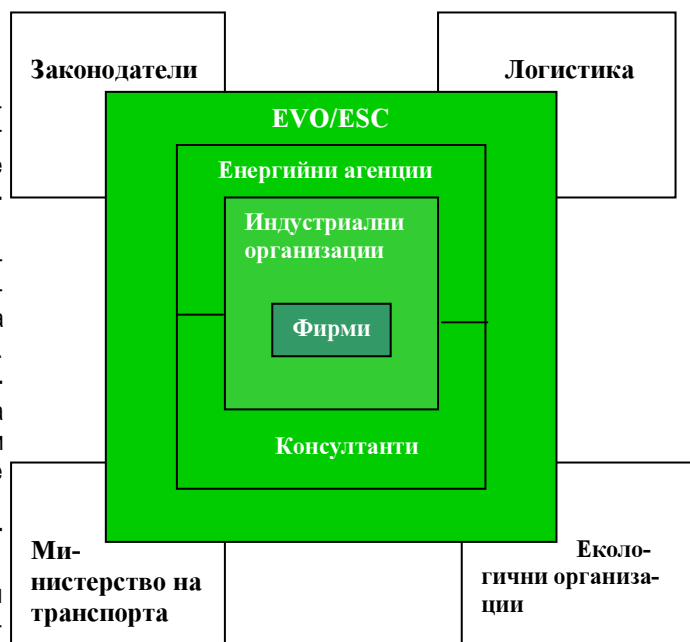 Законодатели
Логистика
EVO/ESC
Енергийни агенции
Индустриални
организации
Фирми
Консултанти
Ми-
нистерство на
транспорта
Еколо-
гични организа-
ции